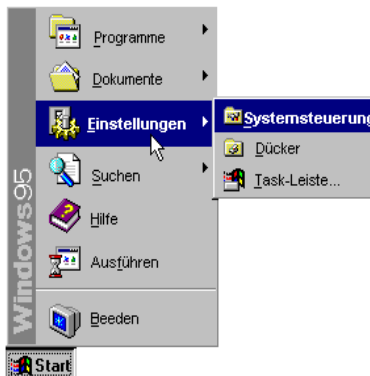 Programme
Dokumente
Einstellungen
Systemsteuerung
Dücker
Task-Leiste...
Suchen
Hilfe
Ausführen
Beeden
Windows95
Start